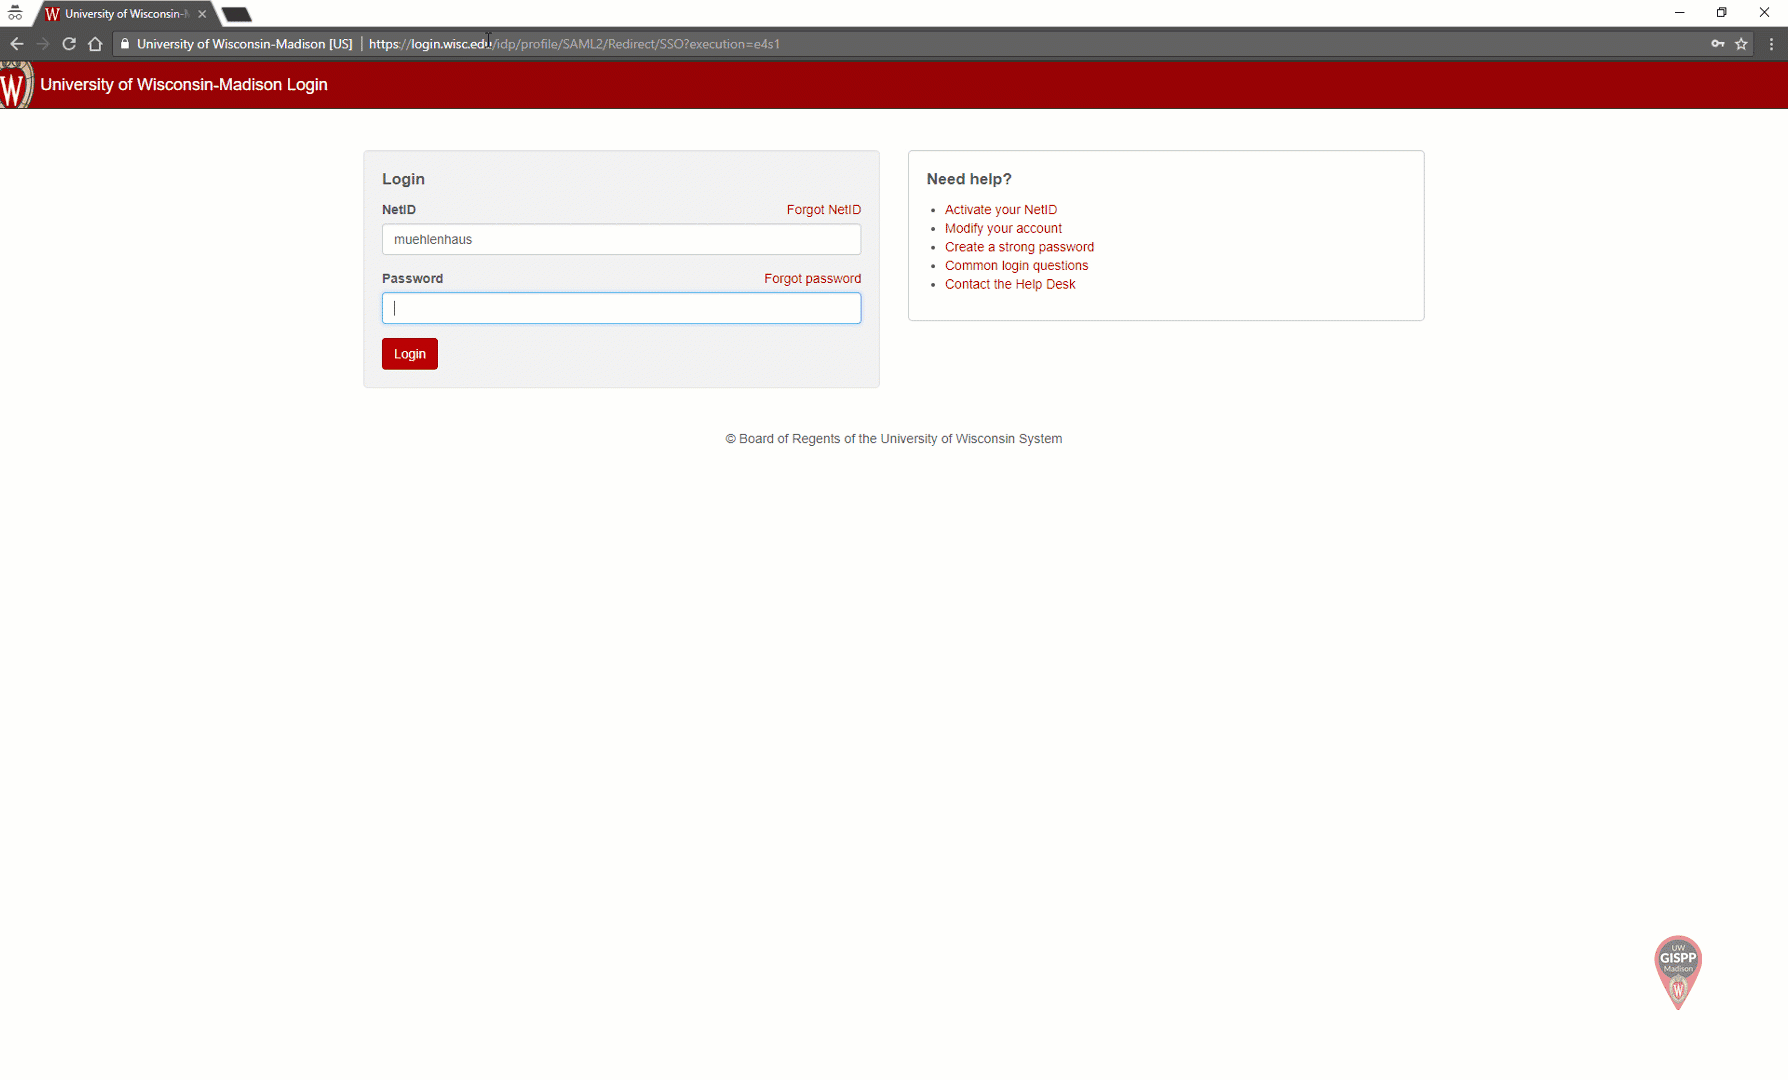 University of Wisconsin-M
University of Wisconsin-Madison [US] | https://login.wisc.edu/idp/profile/SAML2/Redirect/SSO?execution=e4s1
W University of Wisconsin-Madison Login
Login
NetID Forgot NetID
muehlenhaus
Password Forgot password
Login
Need help?
• Activate your NetID
• Modify your account
• Create a strong password
• Common login questions
• Contact the Help Desk
© Board of Regents of the University of Wisconsin System
UW
GISPP
Madison
W